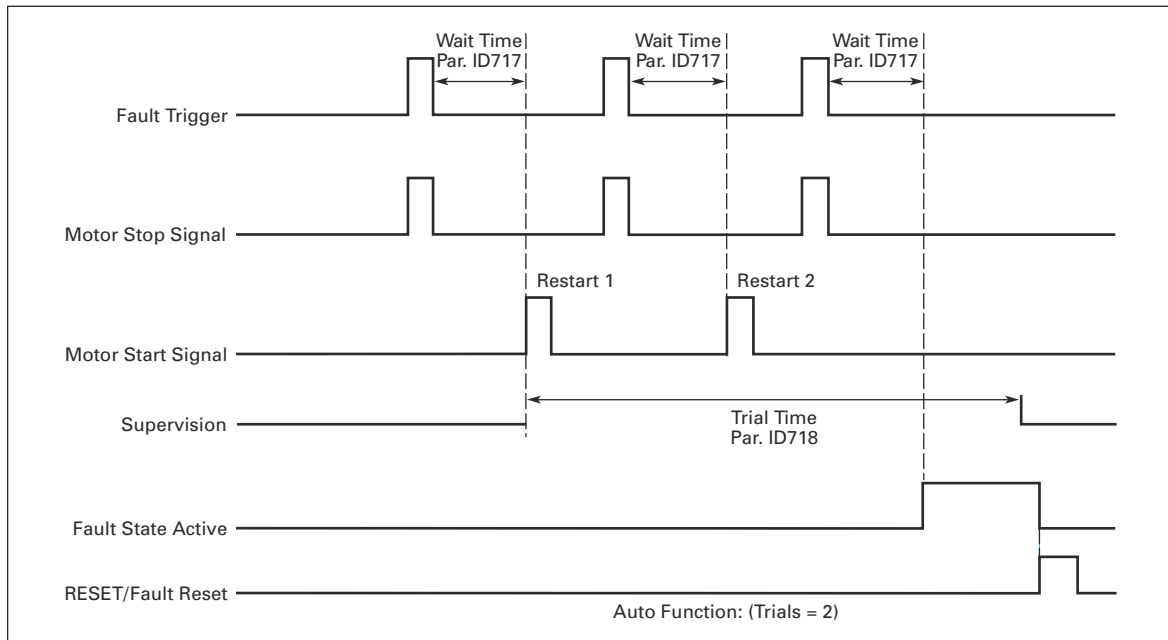 Wait Time
Par. ID717
Wait Time
Par. ID717
Wait Time
Par. ID717
Fault Trigger
Motor Stop Signal
Restart 1
Restart 2
Motor Start Signal
Supervision
Trial Time
Par. ID718
Fault State Active
RESET/Fault Reset
Auto Function: (Trials = 2)